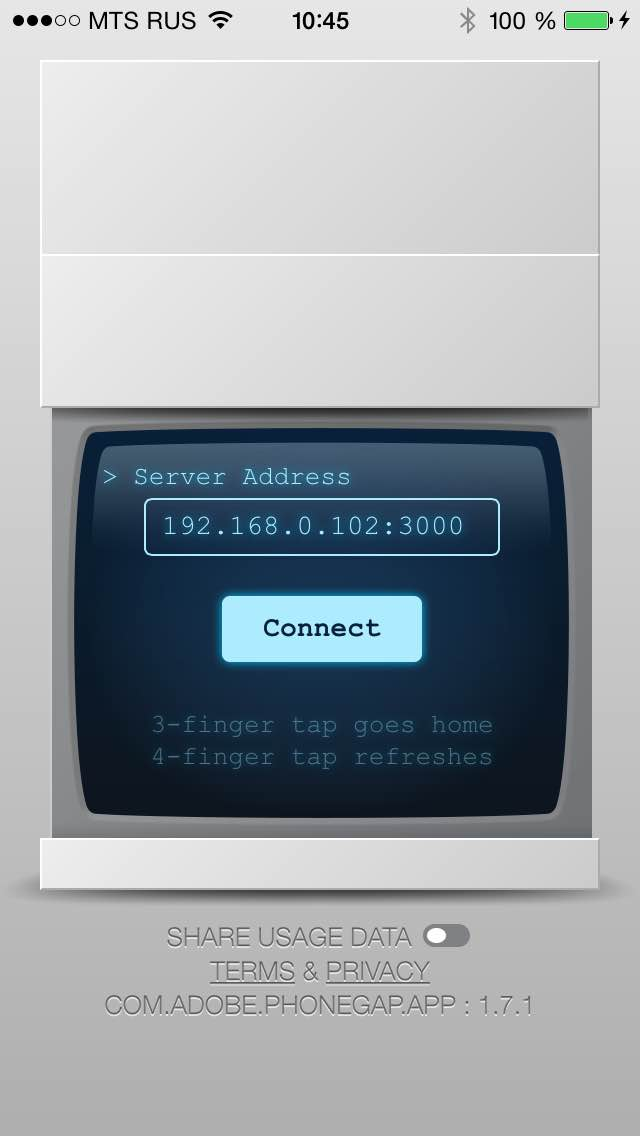 MTS RUS 10:45 100 %
> Server Address
192.168.0.102:3000
Connect
3-finger tap goes home
4-finger tap refreshes
SHARE USAGE DATA
TERMS & PRIVACY
COM.ADOBE.PHONEGAP.APP : 1.7.1